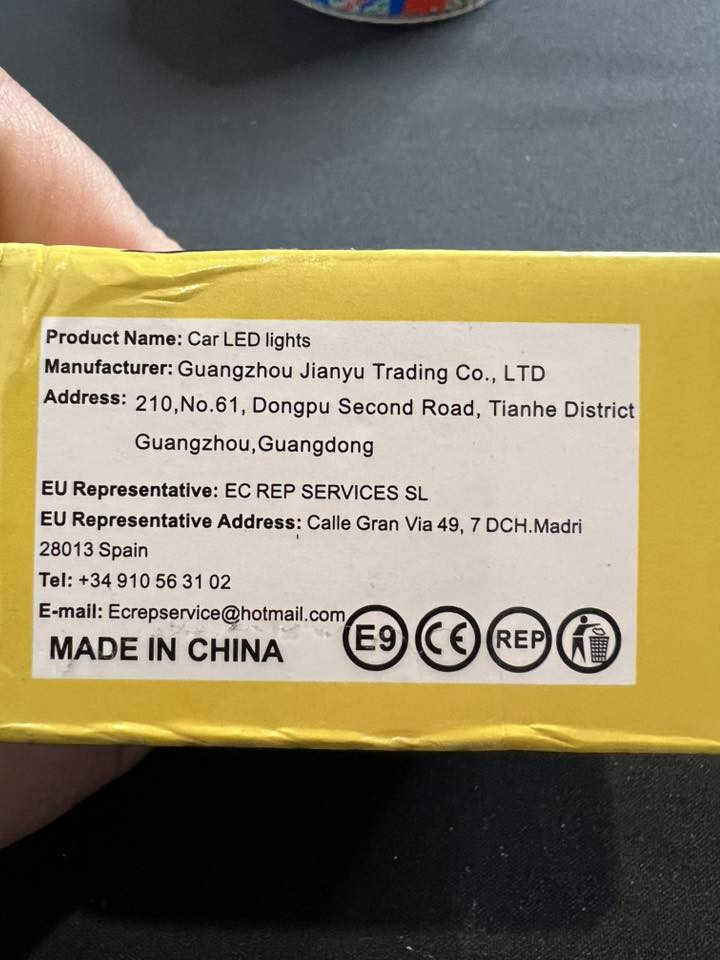 Product Name: Car LED lights
Manufacturer: Guangzhou Jianyu Trading Co., LTD
Address: 210,No.61, Dongpu Second Road, Tianhe District
Guangzhou,Guangdong
EU Representative: EC REP SERVICES SL
EU Representative Address: Calle Gran Via 49, 7 DCH.Madri
28013 Spain
Tel: +34 910 56 31 02
E-mail: Ecrepservice@hotmail.com
MADE IN CHINA E9 CE REP